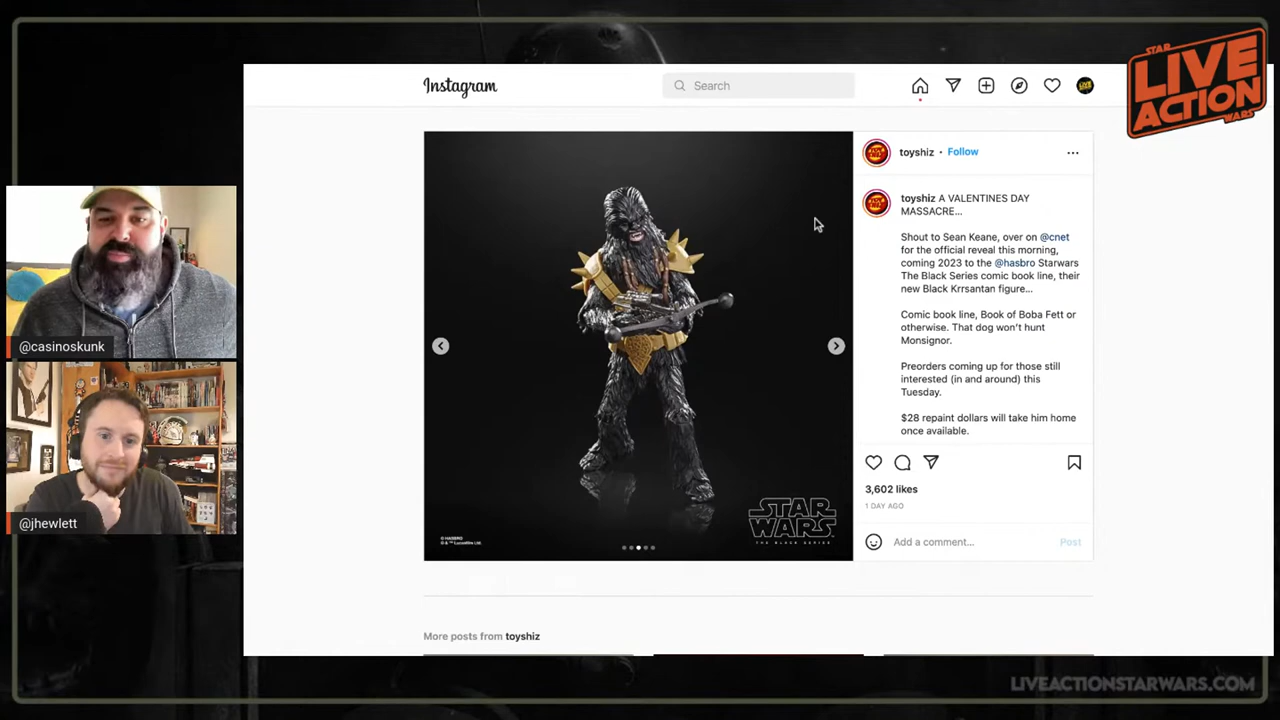 STAR
LIVE
ACTION
WARS
Instagram
Search
toyshiz • Follow
toyshiz A VALENTINES DAY
MASSACRE...
Shout to Sean Keane, over on @cnet
for the official reveal this morning,
coming 2023 to the @hasbro Starwars
The Black Series comic book line, their
new Black Krrsantan figure...
Comic book line, Book of Boba Fett or
otherwise. That dog won't hunt
Monsignor.
Preorders coming up for those still
interested (in and around) this
Tuesday.
$28 repaint dollars will take him home
once available.
3,602 likes
1 DAY AGO
Add a comment...
Post
STAR
WARS
THE BLACK SERIES
© HASBRO
© & ™ Lucasfilm Ltd.
More posts from toyshiz
@casinoskunk
@jhewlett
LIVEACTIONSTARWARS.COM